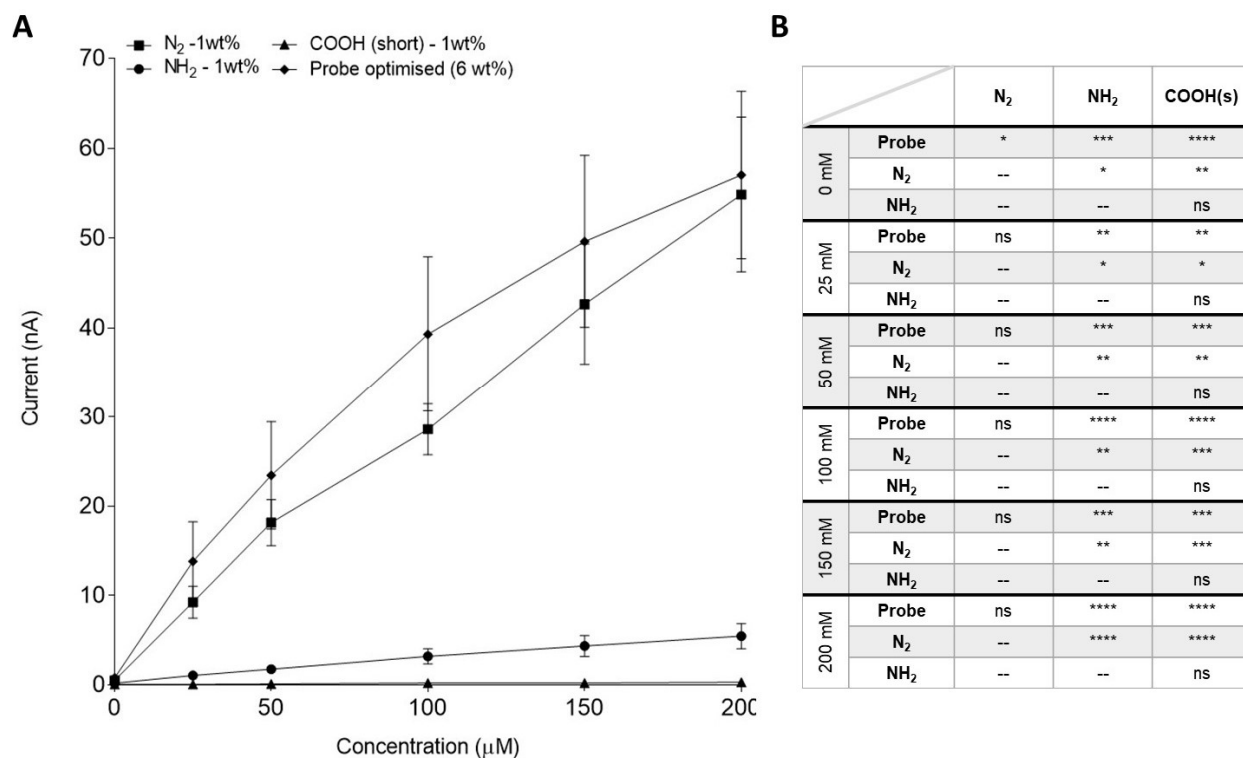 A
N₂ -1wt%
COOH (short) - 1wt%
NH₂ - 1wt%
Probe optimised (6 wt%)
70
60
50
40
30
20
10
0
Current (nA)
0 50 100 150 200
Concentration (μM)
B
N₂ NH₂ COOH(s)
0 mM
Probe * *** ****
N₂ -- * **
NH₂ -- -- ns
25 mM
Probe ns ** **
N₂ -- * *
NH₂ -- -- ns
50 mM
Probe ns *** ***
N₂ -- ** **
NH₂ -- -- ns
100 mM
Probe ns **** ****
N₂ -- ** ***
NH₂ -- -- ns
150 mM
Probe ns *** ***
N₂ -- ** ***
NH₂ -- -- ns
200 mM
Probe ns **** ****
N₂ -- **** ****
NH₂ -- -- ns